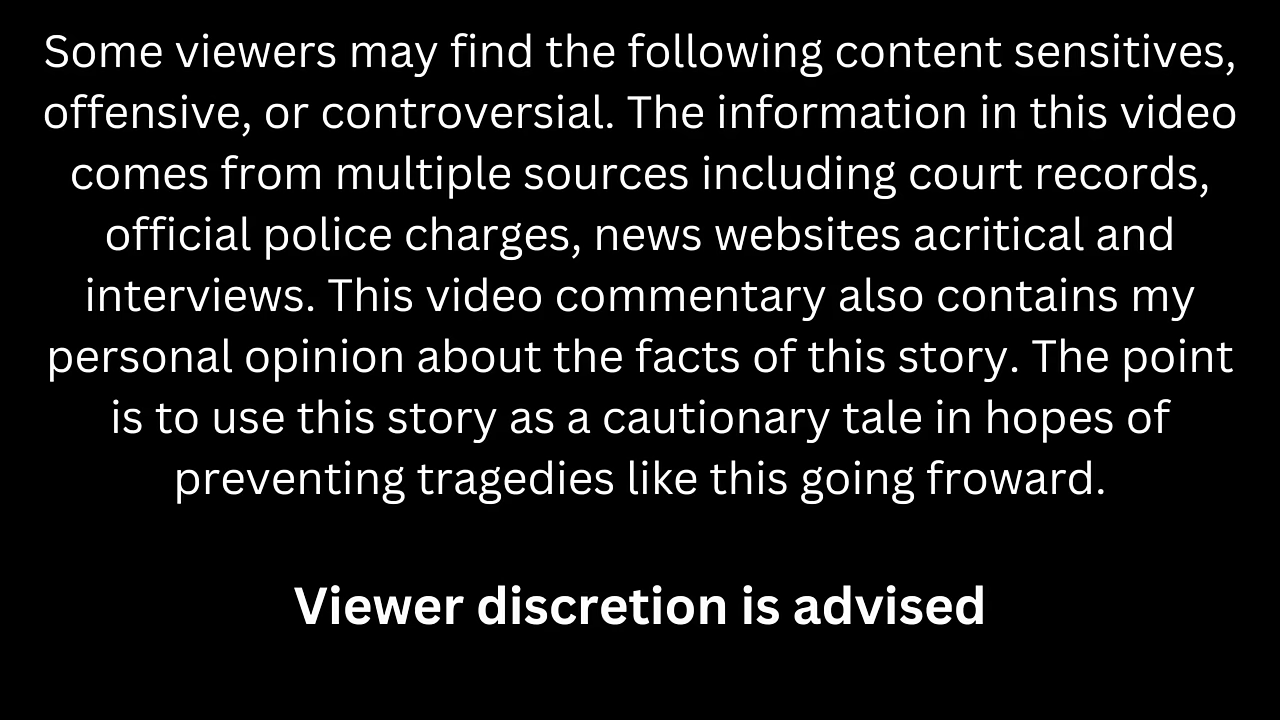 Some viewers may find the following content sensitives,
offensive, or controversial. The information in this video
comes from multiple sources including court records,
official police charges, news websites acritical and
interviews. This video commentary also contains my
personal opinion about the facts of this story. The point
is to use this story as a cautionary tale in hopes of
preventing tragedies like this going froward.
Viewer discretion is advised